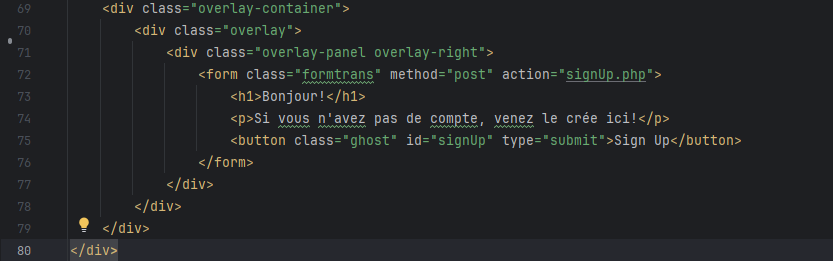 69 <div class="overlay-container">
70 <div class="overlay">
71 <div class="overlay-panel overlay-right">
72 <form class="formtrans" method="post" action="signUp.php">
73 <h1>Bonjour!</h1>
74 <p>Si vous n'avez pas de compte, venez le crée ici!</p>
75 <button class="ghost" id="signUp" type="submit">Sign Up</button>
76 </form>
77 </div>
78 </div>
79 </div>
80 </div>